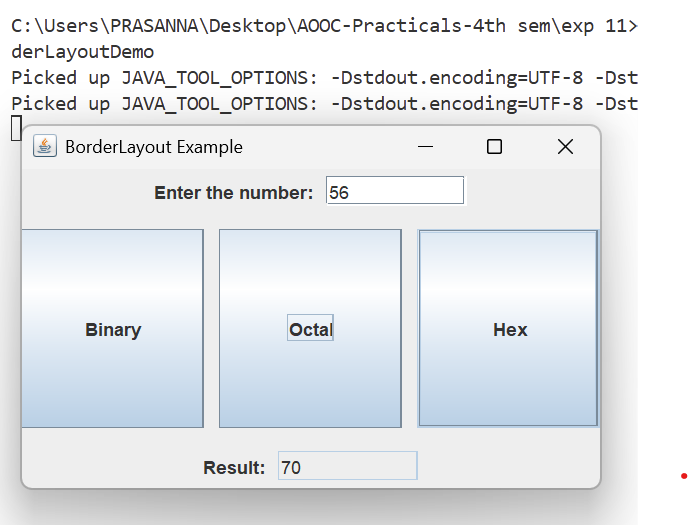 C:\Users\PRASANNA\Desktop\AOOC-Practicals-4th sem\exp 11>
derLayoutDemo
Picked up JAVA_TOOL_OPTIONS: -Dstdout.encoding=UTF-8 -Dst
Picked up JAVA_TOOL_OPTIONS: -Dstdout.encoding=UTF-8 -Dst
BorderLayout Example
Enter the number: 56
Binary Octal Hex
Result: 70